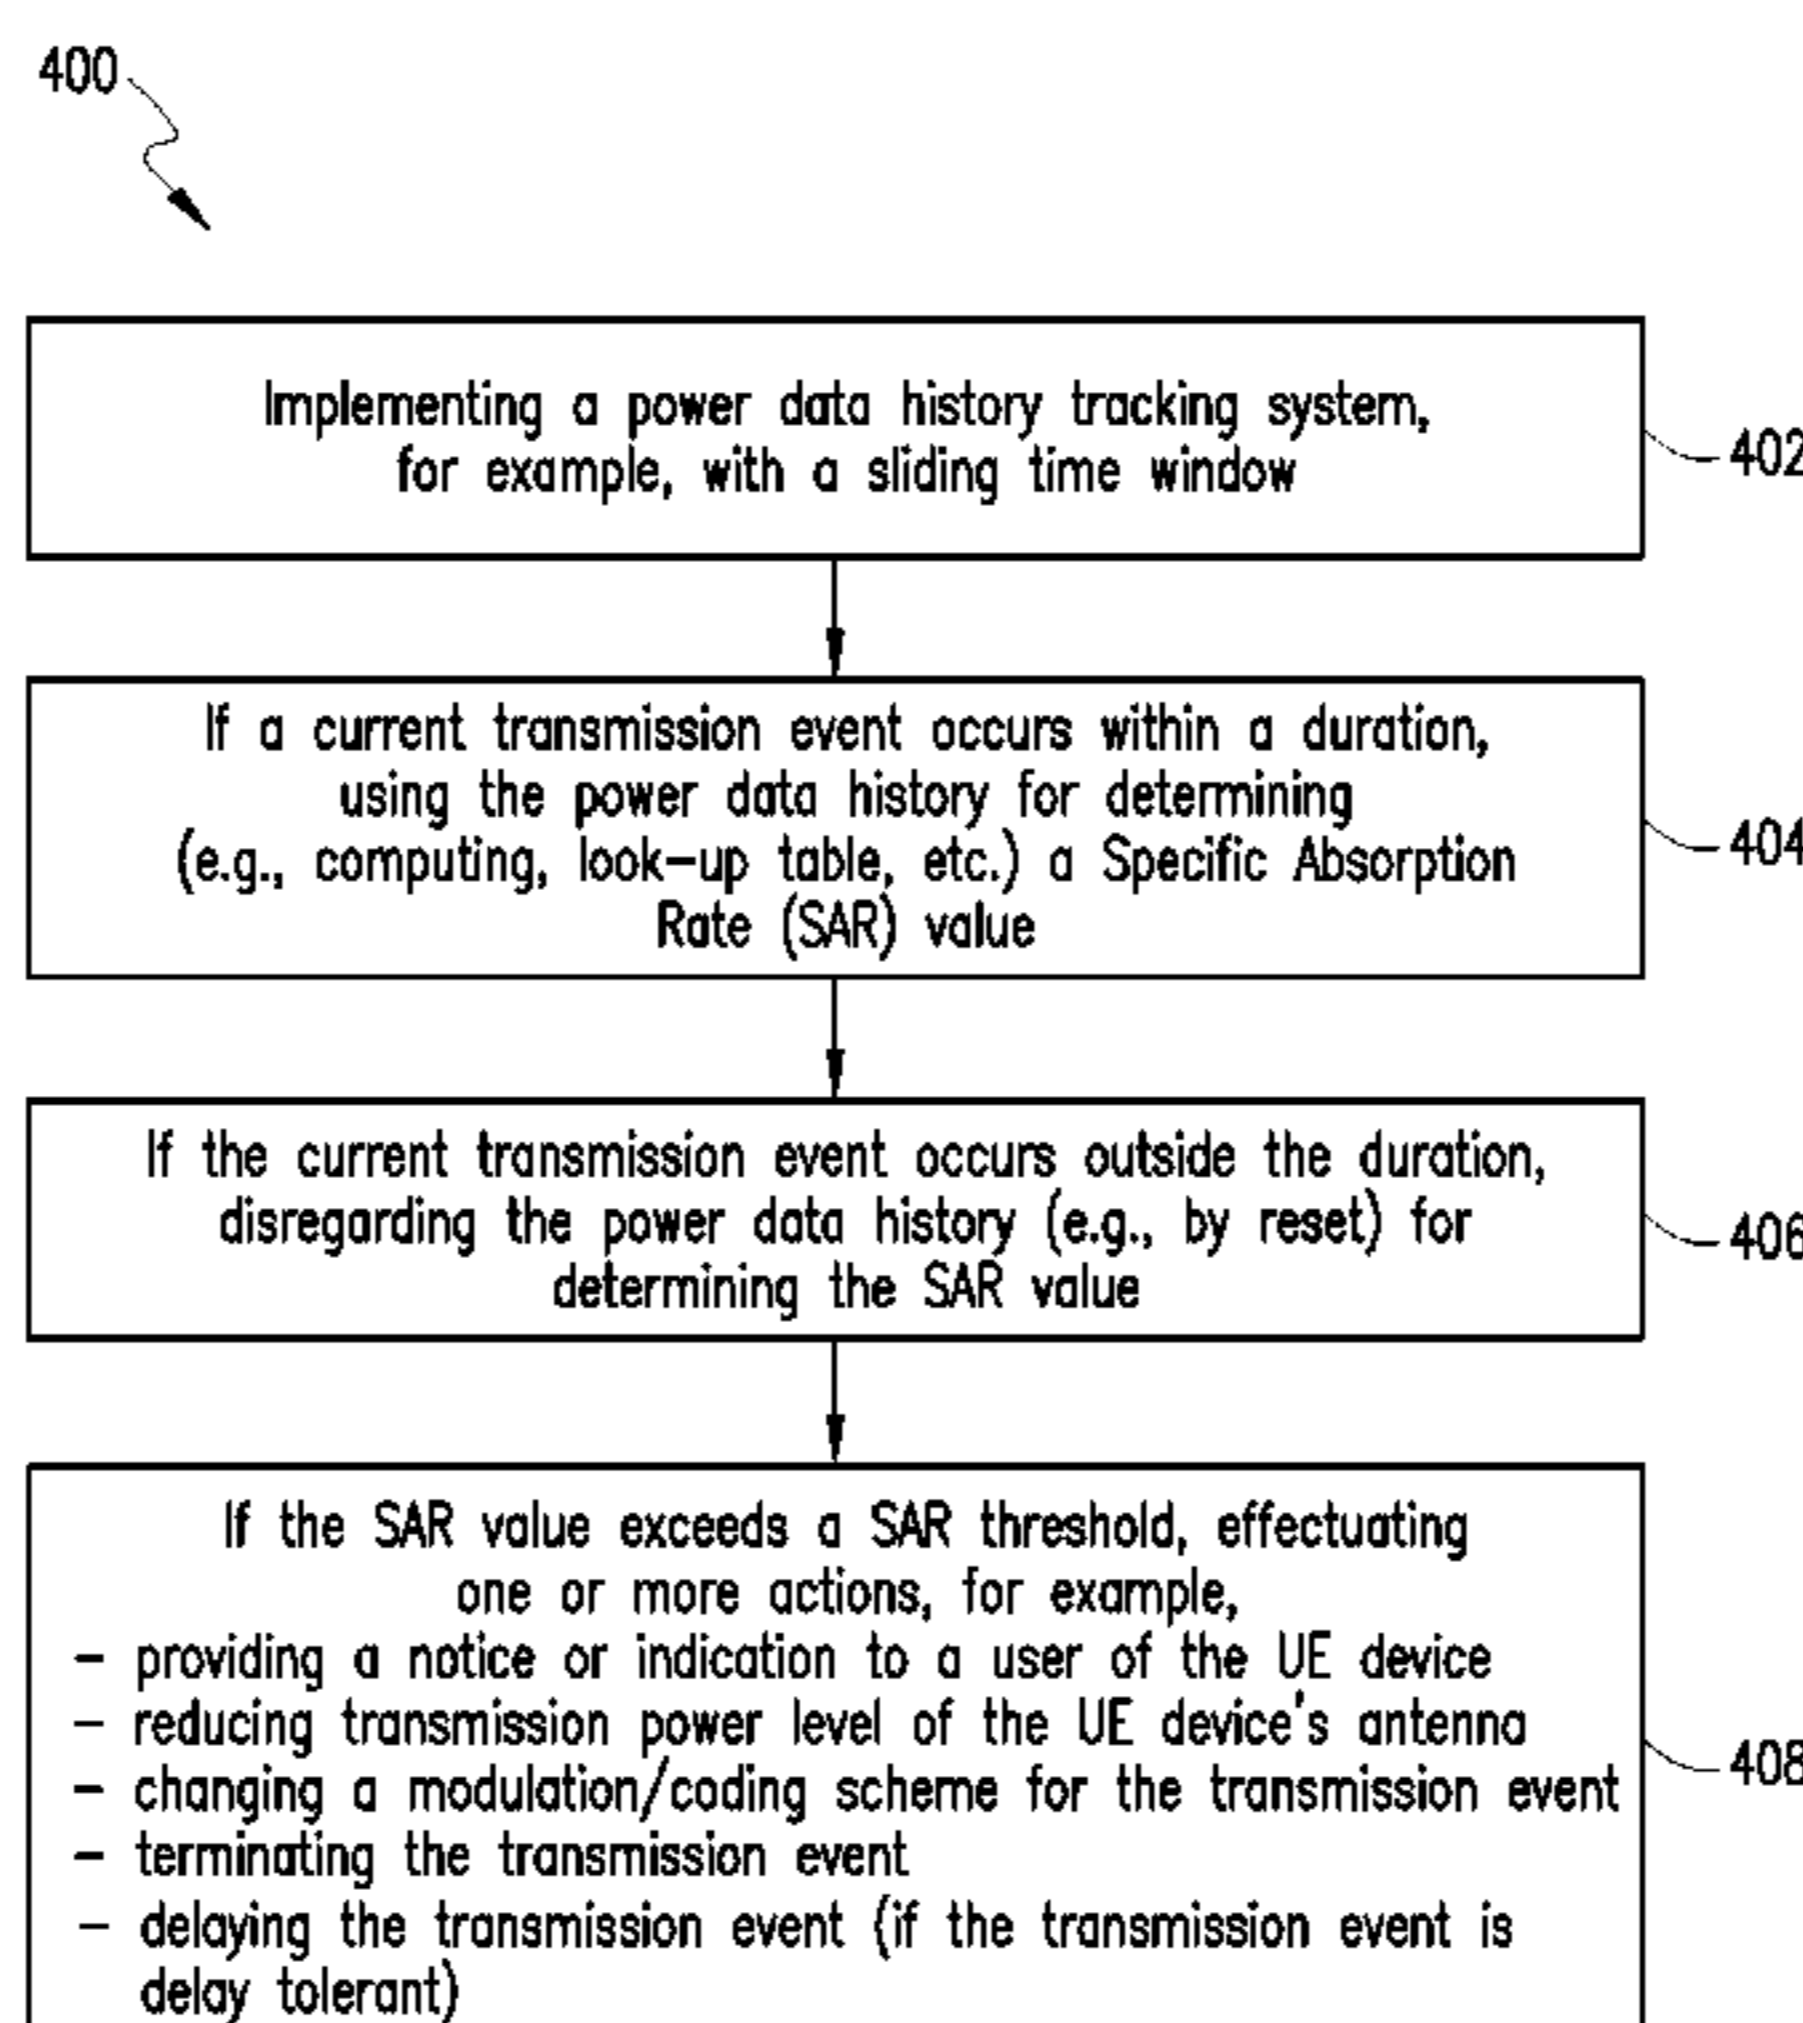 400
Implementing a power data history tracking system,
for example, with a sliding time window
402
If a current transmission event occurs within a duration,
using the power data history for determining
(e.g., computing, look-up table, etc.) a Specific Absorption
Rate (SAR) value
404
If the current transmission event occurs outside the duration,
disregarding the power data history (e.g., by reset) for
determining the SAR value
406
If the SAR value exceeds a SAR threshold, effectuating
one or more actions, for example,
- providing a notice or indication to a user of the UE device
- reducing transmission power level of the UE device's antenna
- changing a modulation/coding scheme for the transmission event
- terminating the transmission event
- delaying the transmission event (if the transmission event is
delay tolerant)
408